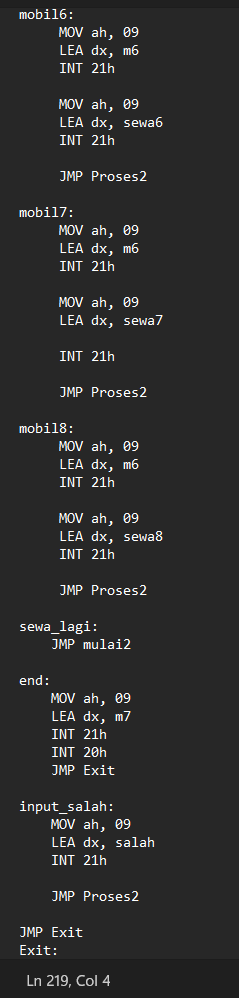 mobil6:
MOV ah, 09
LEA dx, m6
INT 21h
MOV ah, 09
LEA dx, sewa6
INT 21h
JMP Proses2
mobil7:
MOV ah, 09
LEA dx, m6
INT 21h
MOV ah, 09
LEA dx, sewa7
INT 21h
JMP Proses2
mobil8:
MOV ah, 09
LEA dx, m6
INT 21h
MOV ah, 09
LEA dx, sewa8
INT 21h
JMP Proses2
sewa_lagi:
JMP mulai2
end:
MOV ah, 09
LEA dx, m7
INT 21h
INT 20h
JMP Exit
input_salah:
MOV ah, 09
LEA dx, salah
INT 21h
JMP Proses2
JMP Exit
Exit:
Ln 219, Col 4